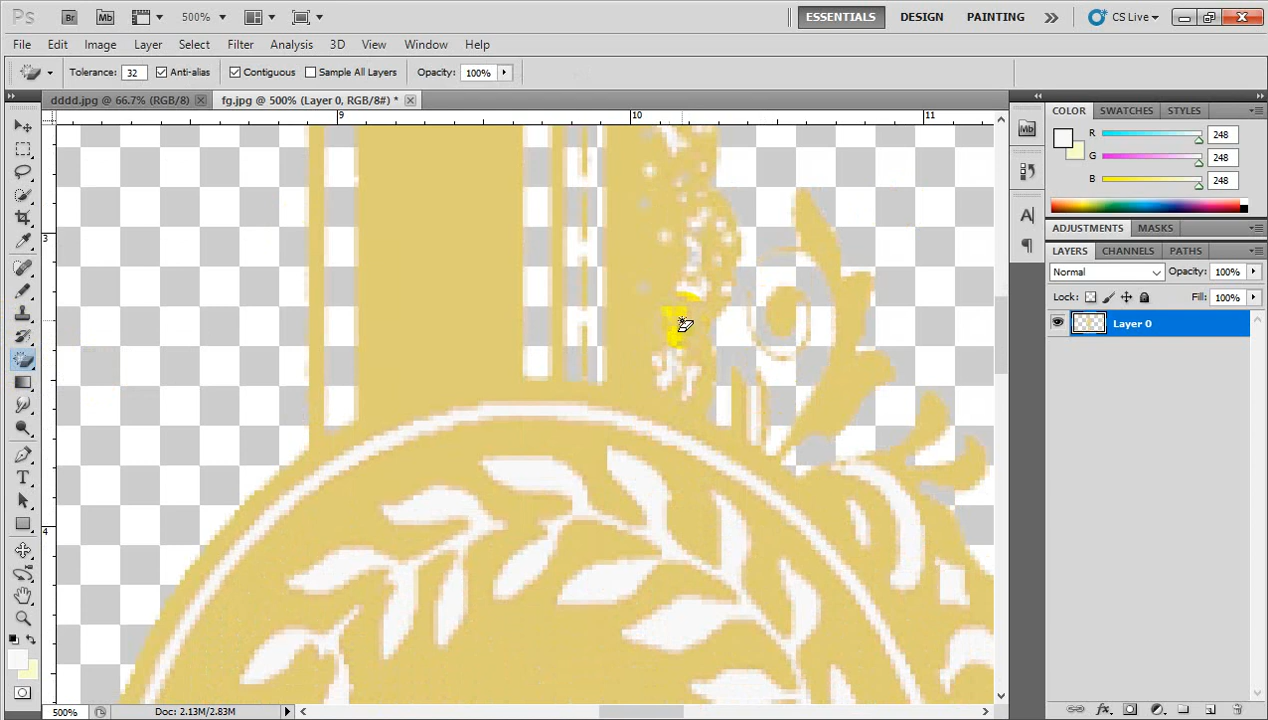 Ps Br Mb 500% ESSENTIALS DESIGN PAINTING CS Live
File Edit Image Layer Select Filter Analysis 3D View Window Help
Tolerance: 32 Anti-alias Contiguous Sample All Layers Opacity: 100%
dddd.jpg @ 66.7% (RGB/8) fg.jpg @ 500% (Layer 0, RGB/8#) *
9 10 11
3
4
COLOR SWATCHES STYLES
Mb
R 248
G 248
B 248
A
ADJUSTMENTS MASKS
LAYERS CHANNELS PATHS
Normal Opacity: 100%
Lock: Fill: 100%
Layer 0
T
500% Doc: 2.13M/2.83M
fx